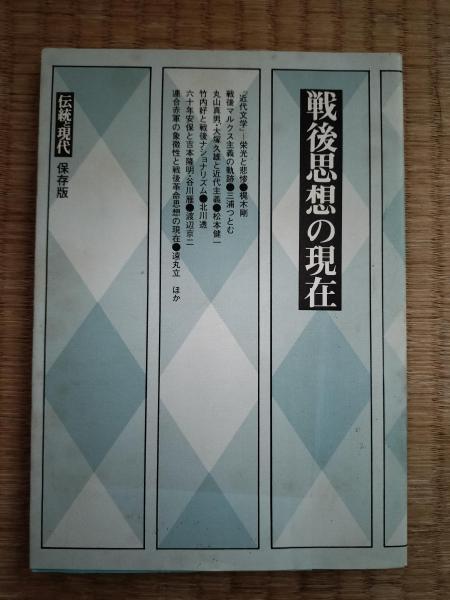 戦後思想の現在
『近代文学』―栄光と悲惨●梶木剛
戦後マルクス主義の軌跡●三浦つとむ
丸山真男・大塚久雄と近代主義●松本健一
竹内好と戦後ナショナリズム●北川透
六十年安保と吉本隆明・谷川雁●渡辺京二
連合赤軍の象徴性と戦後革命思想の現在●遠丸立 ほか
伝統と現代 保存版